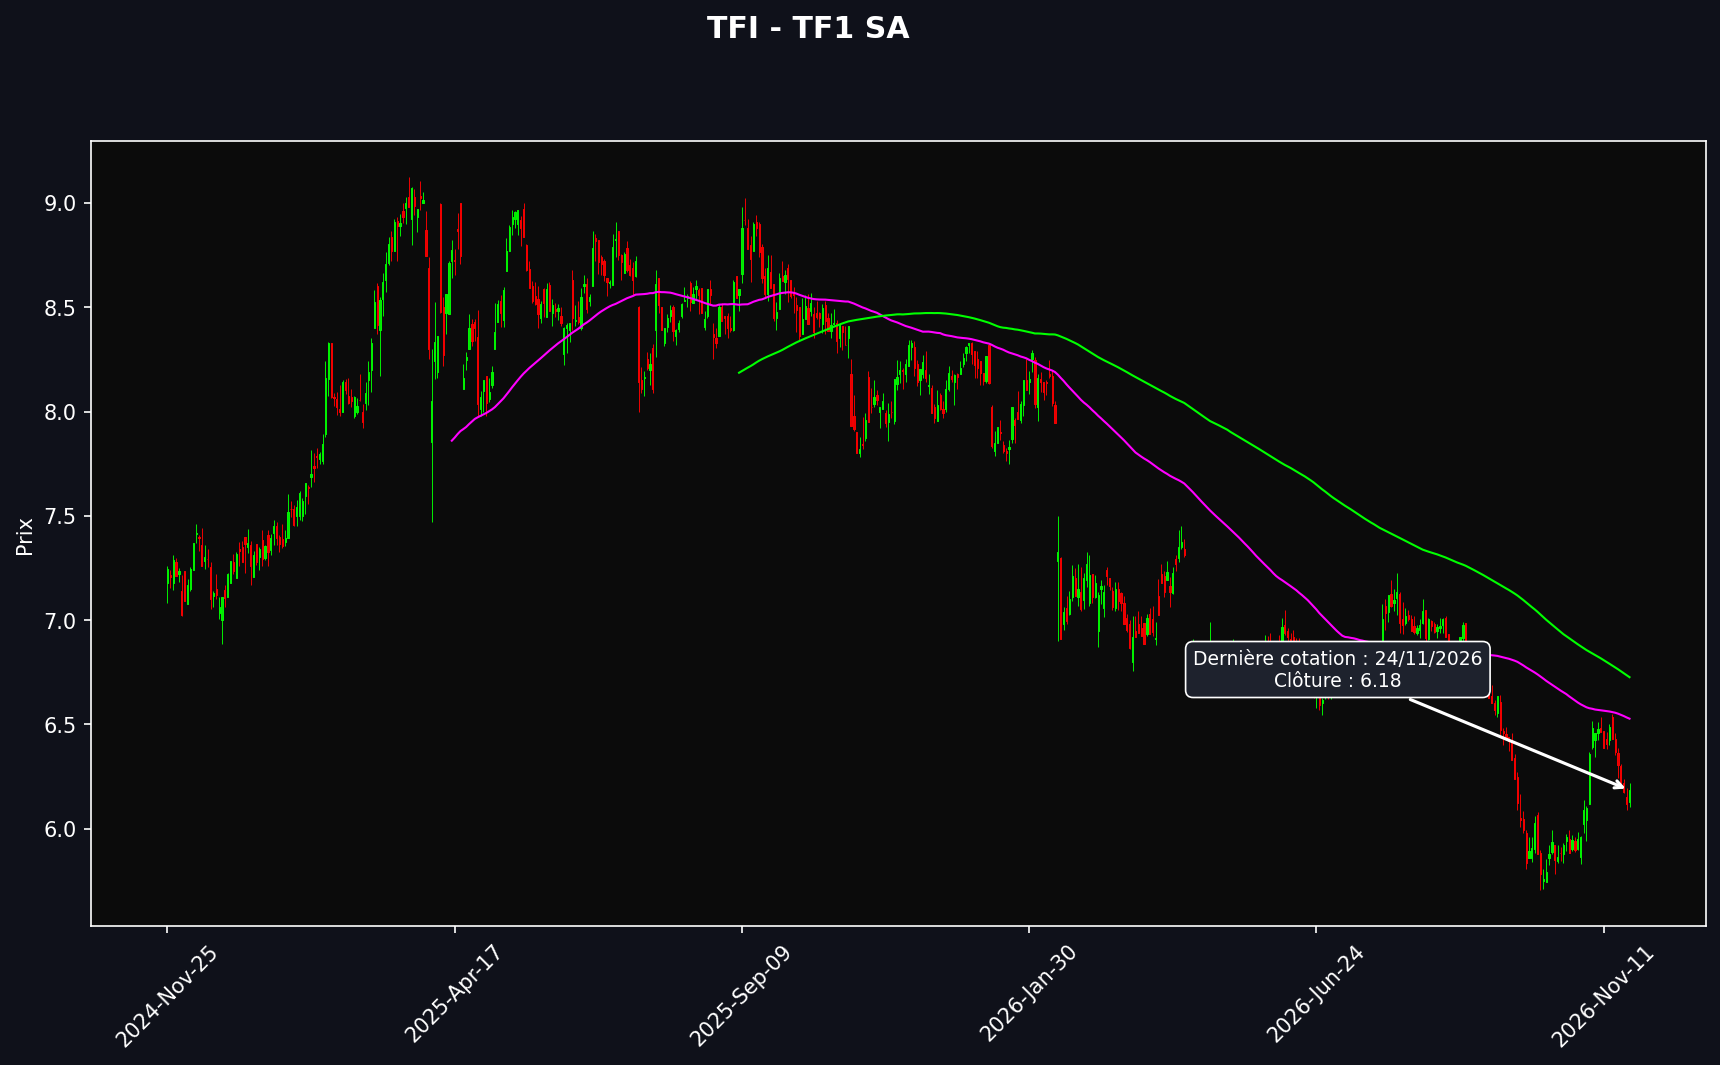 TFI - TF1 SA
Prix
9.0
8.5
8.0
7.5
7.0
6.5
6.0
Dernière cotation : 24/11/2026
Clôture : 6.18
2024-Nov-25
2025-Apr-17
2025-Sep-09
2026-Jan-30
2026-Jun-24
2026-Nov-11